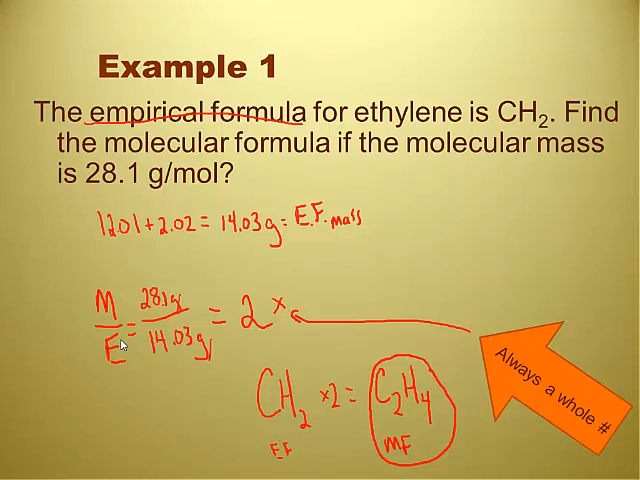 Example 1
The empirical formula for ethylene is CH₂. Find
the molecular formula if the molecular mass
is 28.1 g/mol?
12.01 + 2.02 = 14.03 g = E.F. mass
M/E = 28.1g/14.03g = 2 x
Always a whole #
CH₂ x2 = C₂H₄
EF MF